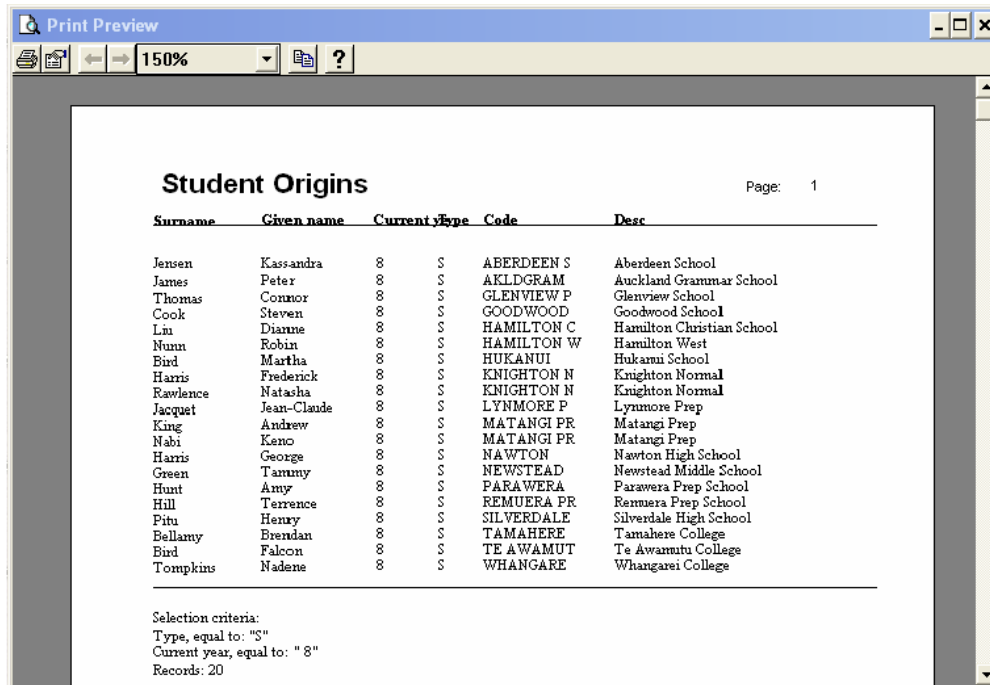 Print Preview
150%
?
Student Origins
Page: 1
Surname Given name Current y Type Code Desc
Jensen Kassandra 8 S ABERDEEN S Aberdeen School
James Peter 8 S AKLDGRAM Auckland Grammar School
Thomas Connor 8 S GLENVIEW P Glenview School
Cook Steven 8 S GOODWOOD Goodwood School
Liu Dianne 8 S HAMILTON C Hamilton Christian School
Nunn Robin 8 S HAMILTON W Hamilton West
Bird Martha 8 S HUKANUI Hukanui School
Harris Frederick 8 S KNIGHTON N Knighton Normal
Rawlence Natasha 8 S KNIGHTON N Knighton Normal
Jacquet Jean-Claude 8 S LYNMORE P Lynmore Prep
King Andrew 8 S MATANGI PR Matangi Prep
Nabi Keno 8 S MATANGI PR Matangi Prep
Harris George 8 S NAWTON Nawton High School
Green Tammy 8 S NEWSTEAD Newstead Middle School
Hunt Amy 8 S PARAWERA Parawera Prep School
Hill Terrence 8 S REMUERA PR Remuera Prep School
Pitu Henry 8 S SILVERDALE Silverdale High School
Bellamy Brendan 8 S TAMAHERE Tamahere College
Bird Falcon 8 S TE AWAMUT Te Awamutu College
Tompkins Nadene 8 S WHANGARE Whangarei College
Selection criteria:
Type, equal to: "S"
Current year, equal to: " 8"
Records: 20